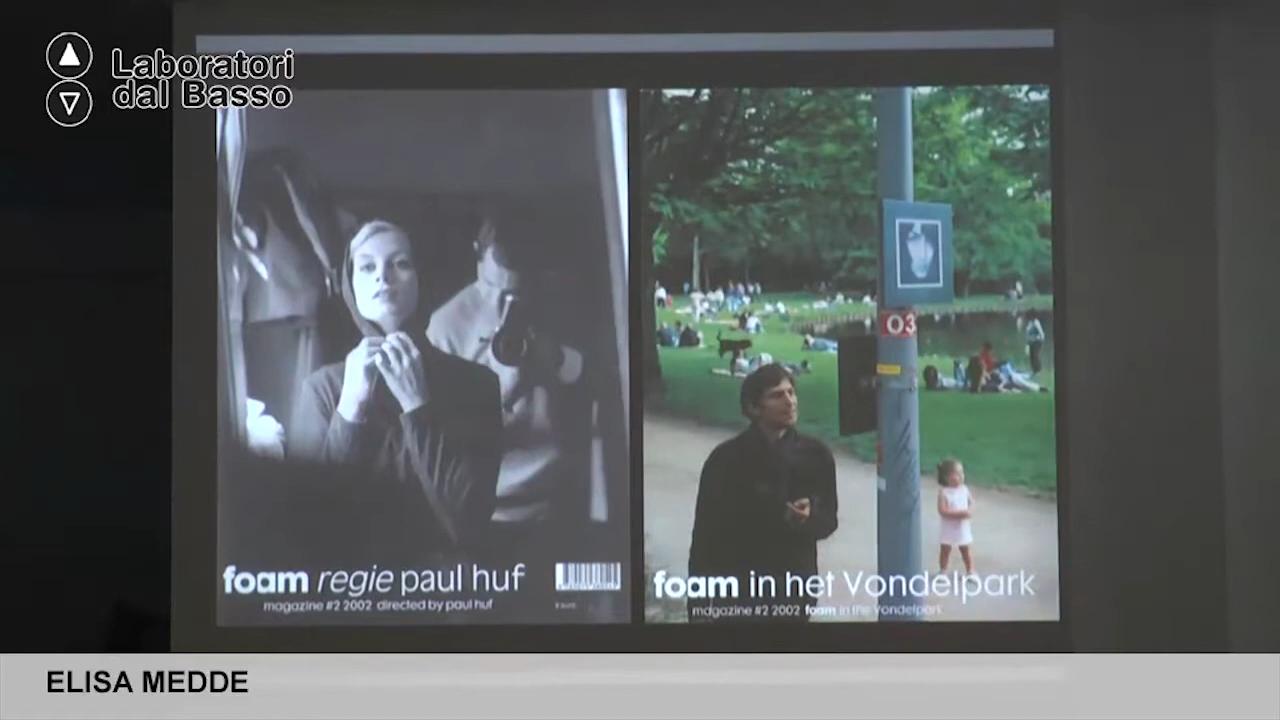 Laboratori
dal Basso
O3
foam regie paul huf
magazine #2 2002 directed by paul huf
foam in het Vondelpark
magazine #2 2002 foam in the Vondelpark
ELISA MEDDE